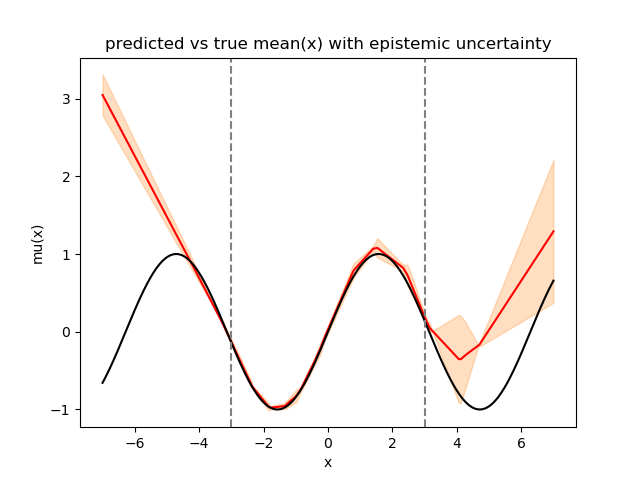 predicted vs true mean(x) with epistemic uncertainty
mu(x)
3
2
1
0
−1
−6 −4 −2 0 2 4 6
x